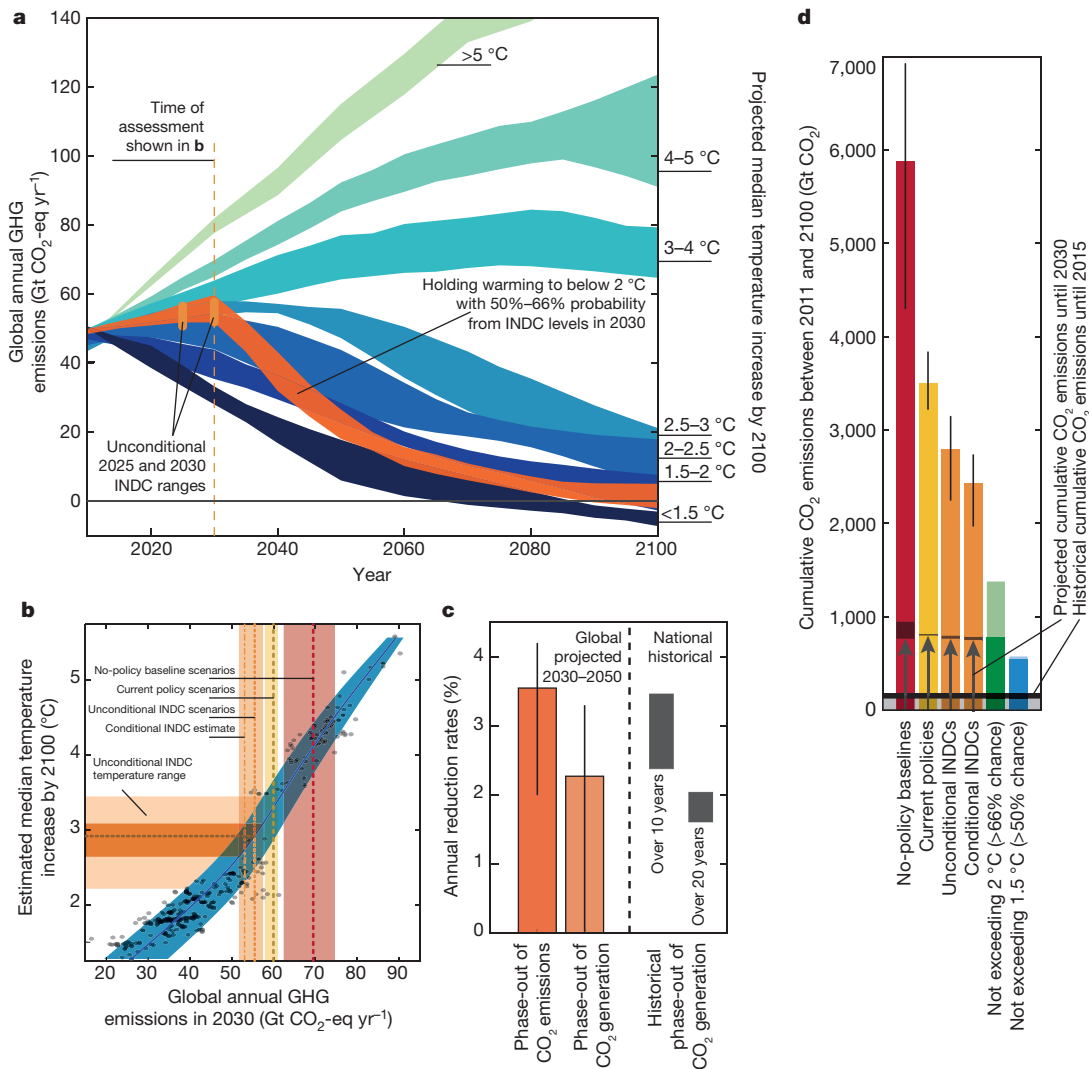 a
Global annual GHG
emissions (Gt CO₂-eq yr⁻¹)
140
120
100
80
60
40
20
0
Time of
assessment
shown in b
>5 °C
Holding warming to below 2 °C
with 50%–66% probability
from INDC levels in 2030
Unconditional
2025 and 2030
INDC ranges
4–5 °C
3–4 °C
2.5–3 °C
2–2.5 °C
1.5–2 °C
<1.5 °C
Projected median temperature increase by 2100
2020
2040
2060
2080
2100
Year
b
Estimated median temperature
increase by 2100 (°C)
5
4
3
2
No-policy baseline scenarios
Current policy scenarios
Unconditional INDC scenarios
Conditional INDC estimate
Unconditional INDC
temperature range
20 30 40 50 60 70 80 90
Global annual GHG
emissions in 2030 (Gt CO₂-eq yr⁻¹)
c
Annual reduction rates (%)
4
3
2
1
0
Global
projected
2030–2050
National
historical
Over 10 years
Over 20 years
Phase-out of
CO₂ emissions
Phase-out of
CO₂ generation
Historical
phase-out of
CO₂ generation
d
Cumulative CO₂ emissions between 2011 and 2100 (Gt CO₂)
7,000
6,000
5,000
4,000
3,000
2,000
1,000
0
Projected cumulative CO₂ emissions until 2030
Historical cumulative CO₂ emissions until 2015
No-policy baselines
Current policies
Unconditional INDCs
Conditional INDCs
Not exceeding 2 °C (>66% chance)
Not exceeding 1.5 °C (>50% chance)